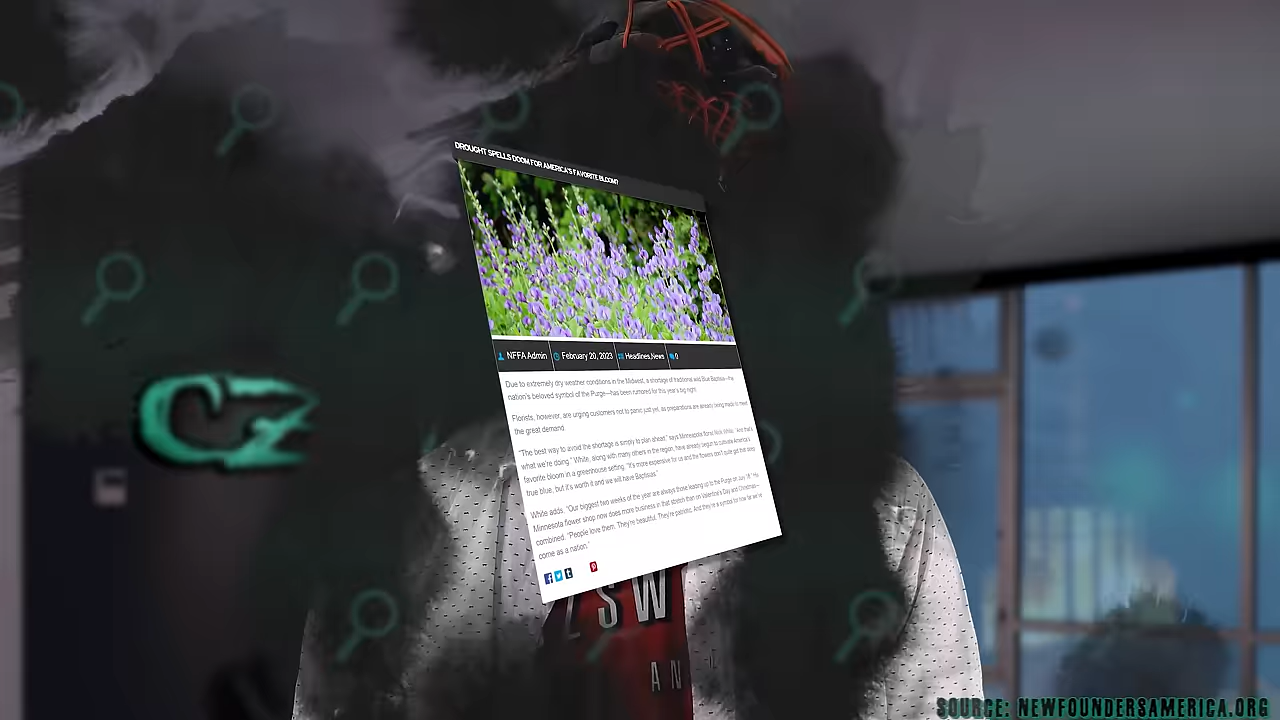 DROUGHT SPELLS DOOM FOR AMERICA'S FAVORITE BLOOM?
NFFA Admin February 20, 2023 Headlines, News 0
Due to extremely dry weather conditions in the Midwest, a shortage of traditional wild Blue Baptisia—the
nation's beloved symbol of the Purge—has been rumored for this year's big night.
Florists, however, are urging customers not to panic just yet, as preparations are already being made to meet
the great demand.
"The best way to avoid the shortage is simply to plan ahead," says Minneapolis florist Nick White. "And that's
what we're doing." White, along with many others in the region, have already begun to cultivate America's
favorite bloom in a greenhouse setting. "It's more expensive for us and the flowers don't quite get that deep
true blue, but it's worth it and we will have Baptisias."
White adds, "Our biggest two weeks of the year are always those leading up to the Purge on July 18." His
Minnesota flower shop now does more business in that stretch than on Valentine's Day and Christmas—
combined. "People love them. They're beautiful. They're patriotic. And they're a symbol for how far we've
come as a nation."
SW
AN
SOURCE: NEWFOUNDERSAMERICA.ORG